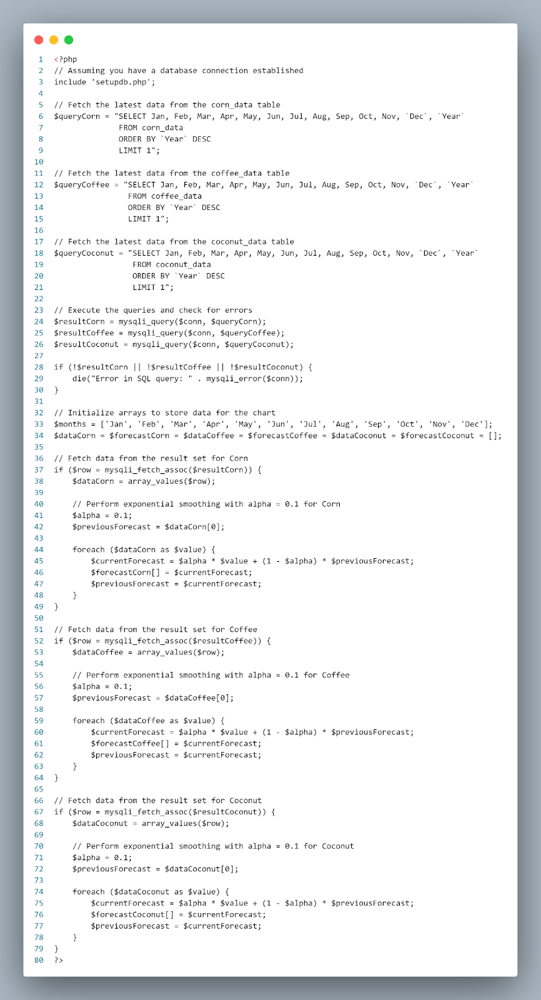 1 <?php
2 // Assuming you have a database connection established
3 include 'setupdb.php';
4
5 // Fetch the latest data from the corn_data table
6 $queryCorn = "SELECT Jan, Feb, Mar, Apr, May, Jun, Jul, Aug, Sep, Oct, Nov, `Dec`, `Year`
7               FROM corn_data
8               ORDER BY `Year` DESC
9               LIMIT 1";
10
11 // Fetch the latest data from the coffee_data table
12 $queryCoffee = "SELECT Jan, Feb, Mar, Apr, May, Jun, Jul, Aug, Sep, Oct, Nov, `Dec`, `Year`
13                 FROM coffee_data
14                 ORDER BY `Year` DESC
15                 LIMIT 1";
16
17 // Fetch the latest data from the coconut_data table
18 $queryCoconut = "SELECT Jan, Feb, Mar, Apr, May, Jun, Jul, Aug, Sep, Oct, Nov, `Dec`, `Year`
19                  FROM coconut_data
20                  ORDER BY `Year` DESC
21                  LIMIT 1";
22
23 // Execute the queries and check for errors
24 $resultCorn = mysqli_query($conn, $queryCorn);
25 $resultCoffee = mysqli_query($conn, $queryCoffee);
26 $resultCoconut = mysqli_query($conn, $queryCoconut);
27
28 if (!$resultCorn || !$resultCoffee || !$resultCoconut) {
29     die("Error in SQL query: " . mysqli_error($conn));
30 }
31
32 // Initialize arrays to store data for the chart
33 $months = ['Jan', 'Feb', 'Mar', 'Apr', 'May', 'Jun', 'Jul', 'Aug', 'Sep', 'Oct', 'Nov', 'Dec'];
34 $dataCorn = $forecastCorn = $dataCoffee = $forecastCoffee = $dataCoconut = $forecastCoconut = [];
35
36 // Fetch data from the result set for Corn
37 if ($row = mysqli_fetch_assoc($resultCorn)) {
38     $dataCorn = array_values($row);
39
40     // Perform exponential smoothing with alpha = 0.1 for Corn
41     $alpha = 0.1;
42     $previousForecast = $dataCorn[0];
43
44     foreach ($dataCorn as $value) {
45         $currentForecast = $alpha * $value + (1 - $alpha) * $previousForecast;
46         $forecastCorn[] = $currentForecast;
47         $previousForecast = $currentForecast;
48     }
49 }
50
51 // Fetch data from the result set for Coffee
52 if ($row = mysqli_fetch_assoc($resultCoffee)) {
53     $dataCoffee = array_values($row);
54
55     // Perform exponential smoothing with alpha = 0.1 for Coffee
56     $alpha = 0.1;
57     $previousForecast = $dataCoffee[0];
58
59     foreach ($dataCoffee as $value) {
60         $currentForecast = $alpha * $value + (1 - $alpha) * $previousForecast;
61         $forecastCoffee[] = $currentForecast;
62         $previousForecast = $currentForecast;
63     }
64 }
65
66 // Fetch data from the result set for Coconut
67 if ($row = mysqli_fetch_assoc($resultCoconut)) {
68     $dataCoconut = array_values($row);
69
70     // Perform exponential smoothing with alpha = 0.1 for Coconut
71     $alpha = 0.1;
72     $previousForecast = $dataCoconut[0];
73
74     foreach ($dataCoconut as $value) {
75         $currentForecast = $alpha * $value + (1 - $alpha) * $previousForecast;
76         $forecastCoconut[] = $currentForecast;
77         $previousForecast = $currentForecast;
78     }
79 }
80 ?>